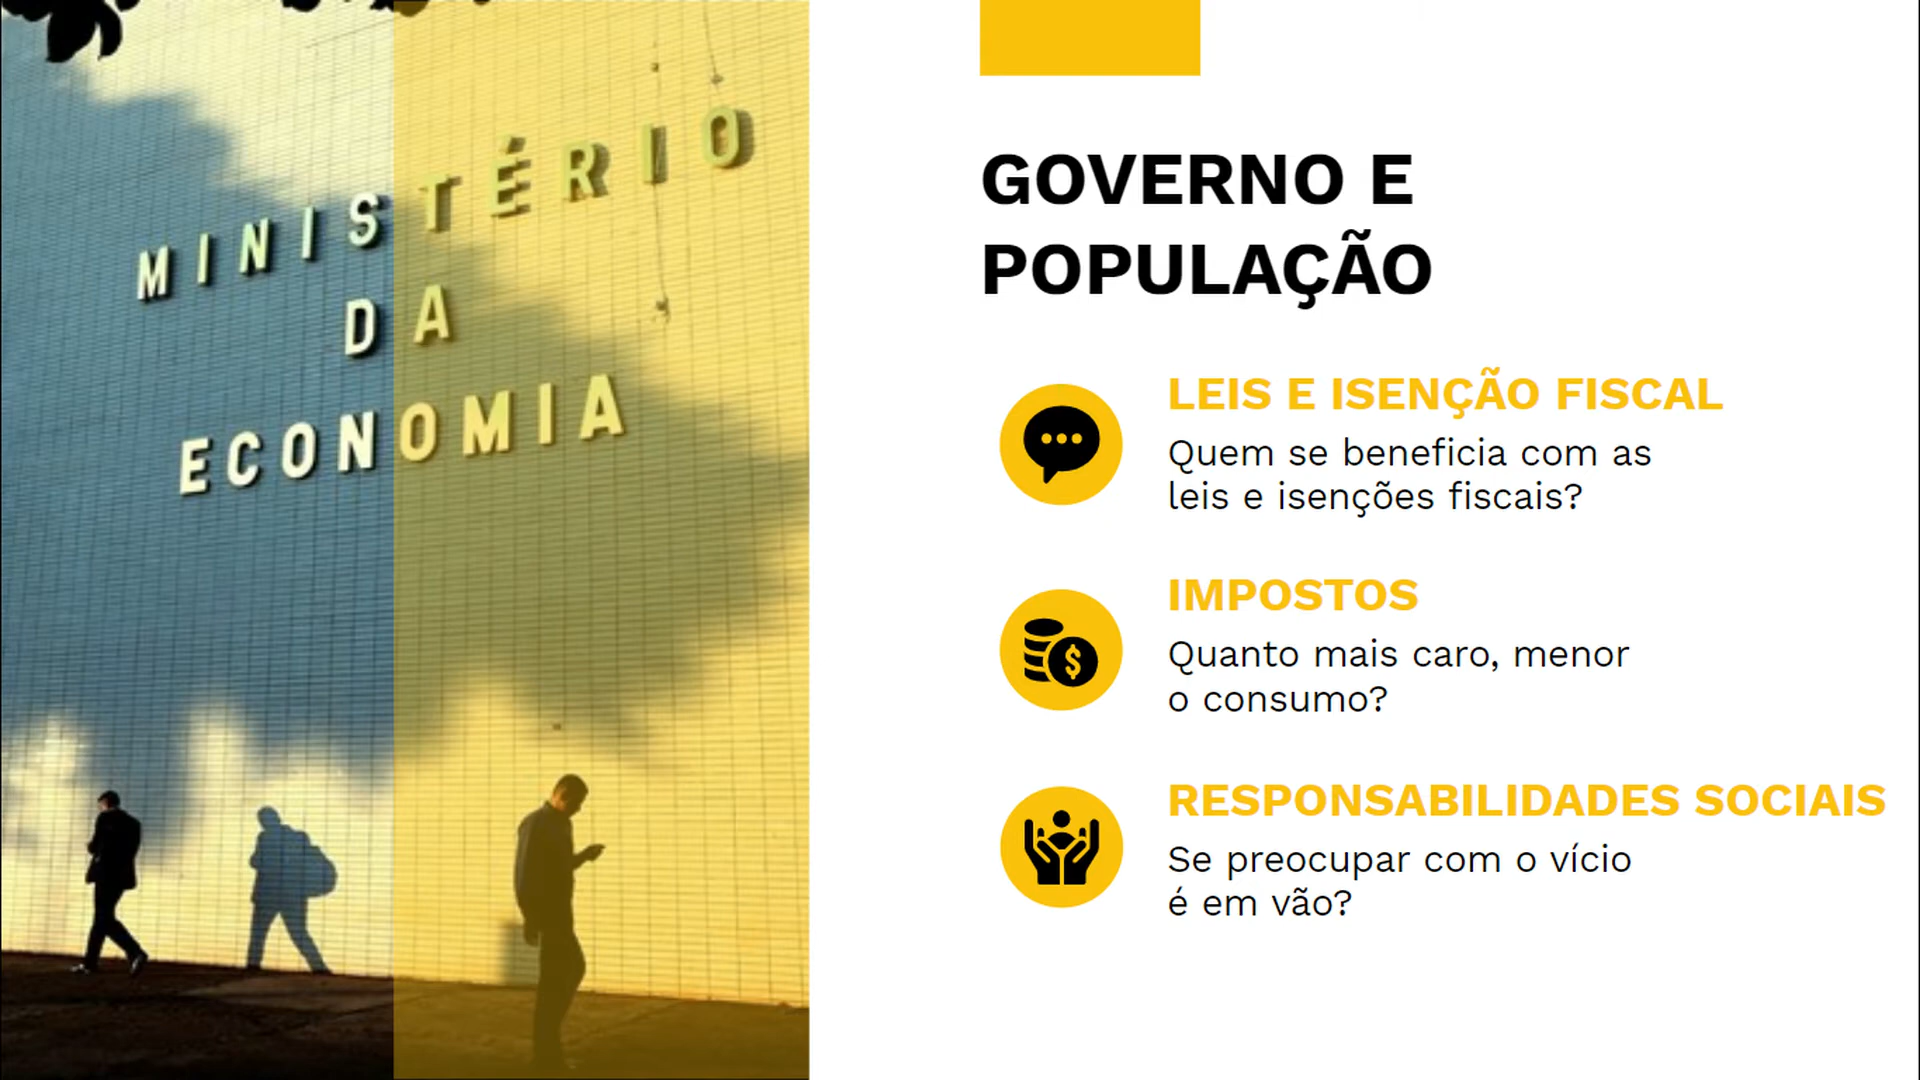 MINISTÉRIO
DA
ECONOMIA
GOVERNO E
POPULAÇÃO
LEIS E ISENÇÃO FISCAL
Quem se beneficia com as
leis e isenções fiscais?
IMPOSTOS
Quanto mais caro, menor
o consumo?
RESPONSABILIDADES SOCIAIS
Se preocupar com o vício
é em vão?